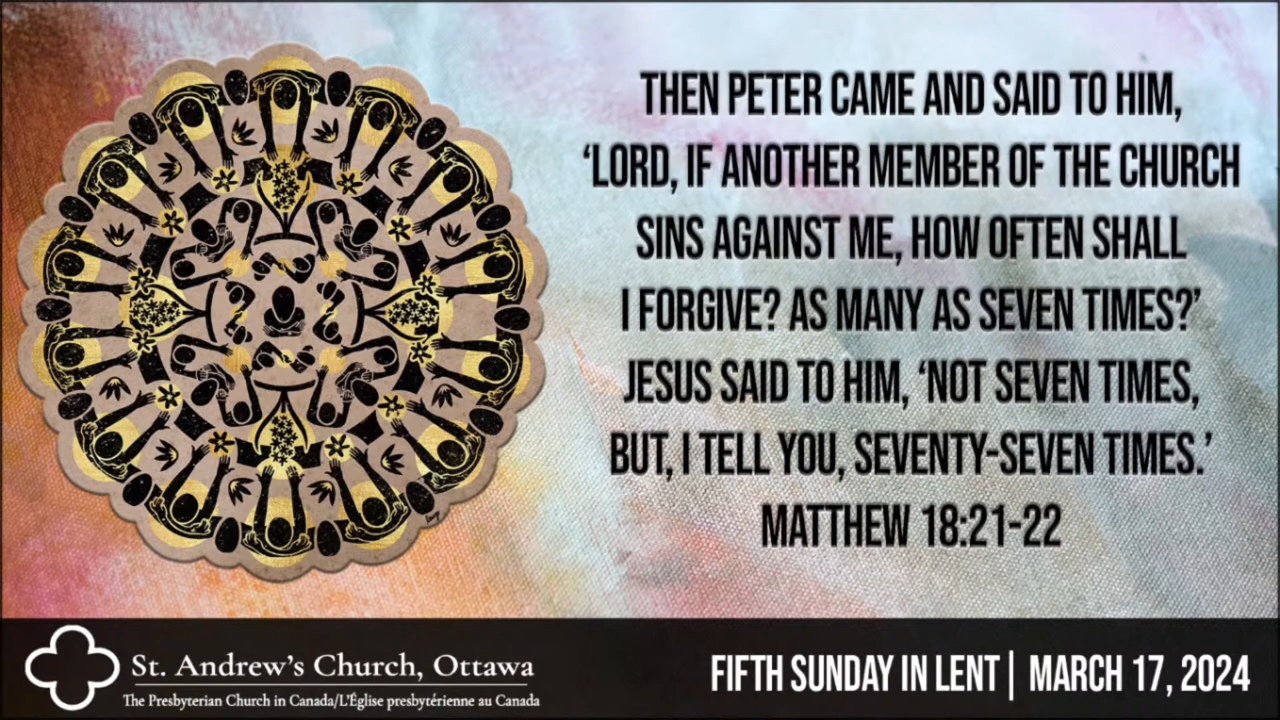 THEN PETER CAME AND SAID TO HIM,
‘LORD, IF ANOTHER MEMBER OF THE CHURCH
SINS AGAINST ME, HOW OFTEN SHALL
I FORGIVE? AS MANY AS SEVEN TIMES?’
JESUS SAID TO HIM, ‘NOT SEVEN TIMES,
BUT, I TELL YOU, SEVENTY-SEVEN TIMES.’
MATTHEW 18:21-22
St. Andrew's Church, Ottawa
The Presbyterian Church in Canada/L'Église presbytérienne au Canada
FIFTH SUNDAY IN LENT | MARCH 17, 2024